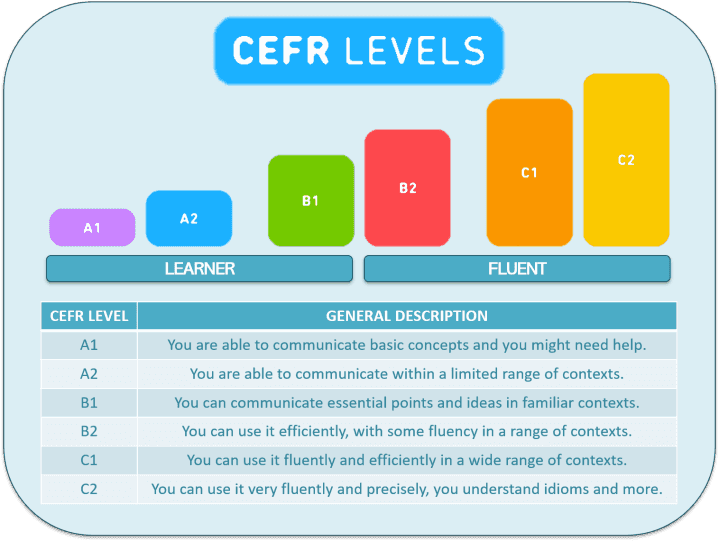 CEFR LEVELS
A1
A2
B1
B2
C1
C2
LEARNER
FLUENT
CEFR LEVEL GENERAL DESCRIPTION
A1 You are able to communicate basic concepts and you might need help.
A2 You are able to communicate within a limited range of contexts.
B1 You can communicate essential points and ideas in familiar contexts.
B2 You can use it efficiently, with some fluency in a range of contexts.
C1 You can use it fluently and efficiently in a wide range of contexts.
C2 You can use it very fluently and precisely, you understand idioms and more.